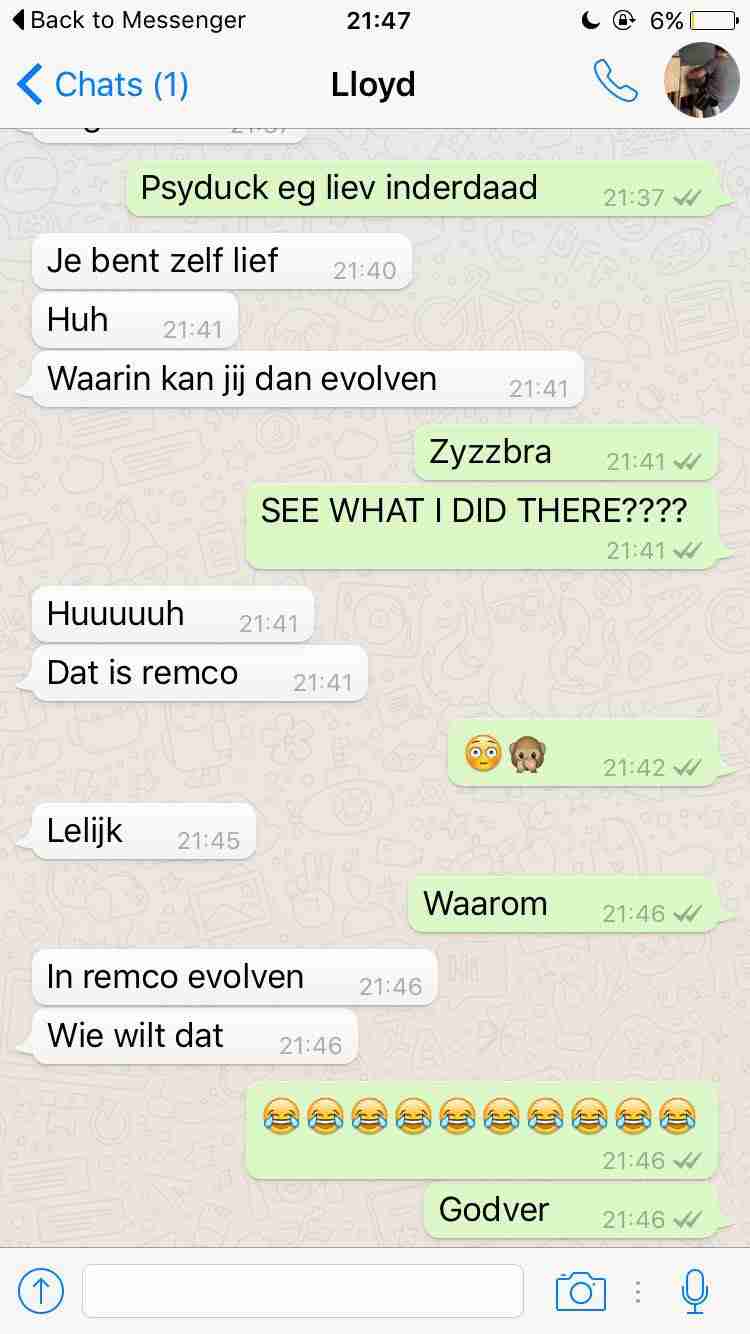 Back to Messenger 21:47 6%
Chats (1) Lloyd
Psyduck eg liev inderdaad 21:37
Je bent zelf lief 21:40
Huh 21:41
Waarin kan jij dan evolven 21:41
Zyzzbra 21:41
SEE WHAT I DID THERE????
21:41
Huuuuuh 21:41
Dat is remco 21:41
😳🙊 21:42
Lelijk 21:45
Waarom 21:46
In remco evolven 21:46
Wie wilt dat 21:46
😂😂😂😂😂😂😂😂😂😂
21:46
Godver 21:46